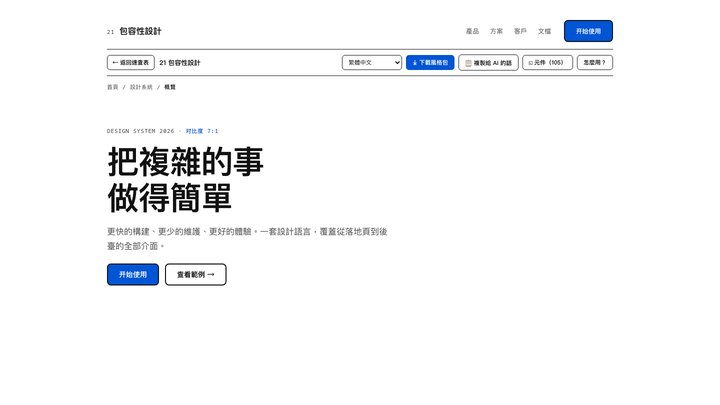 21 包容性設計
產品 方案 客戶 文檔 开始使用
← 返回速查表 21 包容性設計 繁體中文 ⤓ 下載風格包 📋 複製給 AI 的話 ⊡ 元件（105） 怎麼用？
首頁 / 設計系統 / 概覽
DESIGN SYSTEM 2026 · 对比度 7:1
把複雜的事
做得簡單
更快的構建、更少的維護、更好的體驗。一套設計語言，覆蓋從落地頁到後
臺的全部介面。
开始使用 查看範例 →